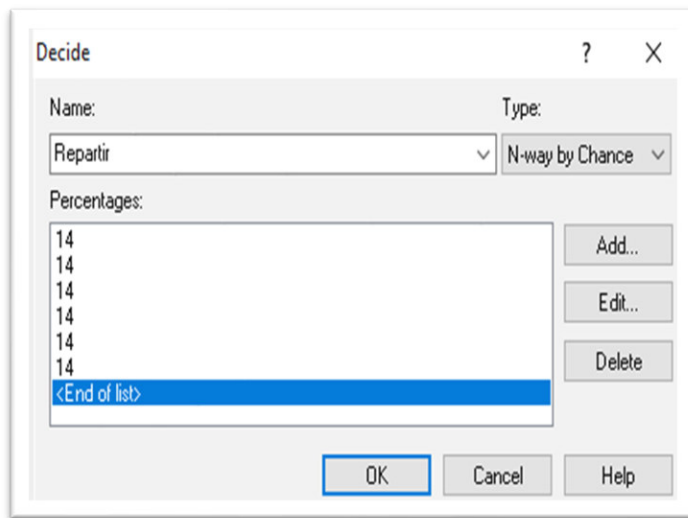 Decide ? X
Name: Type:
Repartir N-way by Chance
Percentages:
14
14
14
14
14
14
<End of list>
Add...
Edit...
Delete
OK Cancel Help